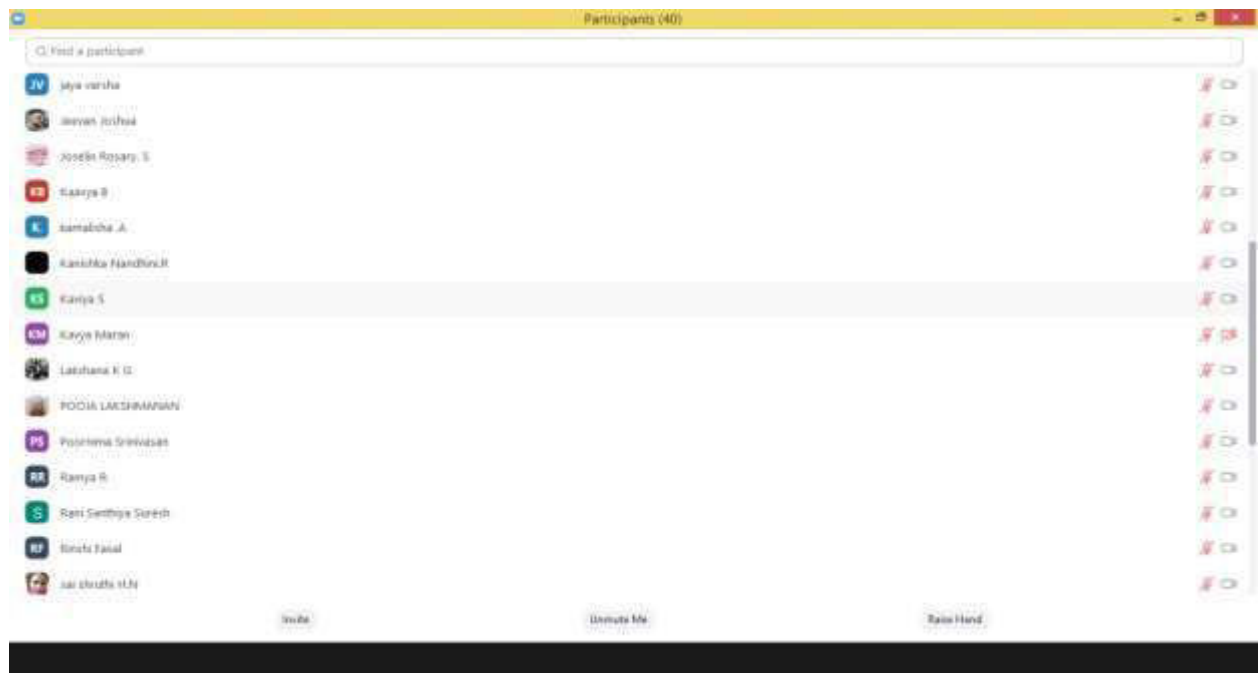 Participants (40)
Find a participant
JV jaya varsha
Jeevan Joshua
Joselin Rosary. S
KB Kaavya B
K
Kanishka Nandhini.R
KS Kaviya S
KM Kavya Maran
Lakshana K G
POOJA LAKSHMANAN
PS Poornima Srinivasan
RR Ramya R
S Rani Santhiya Suresh
RF Rinshi Faisal
sai shruthi H.N
Invite Unmute Me Raise Hand